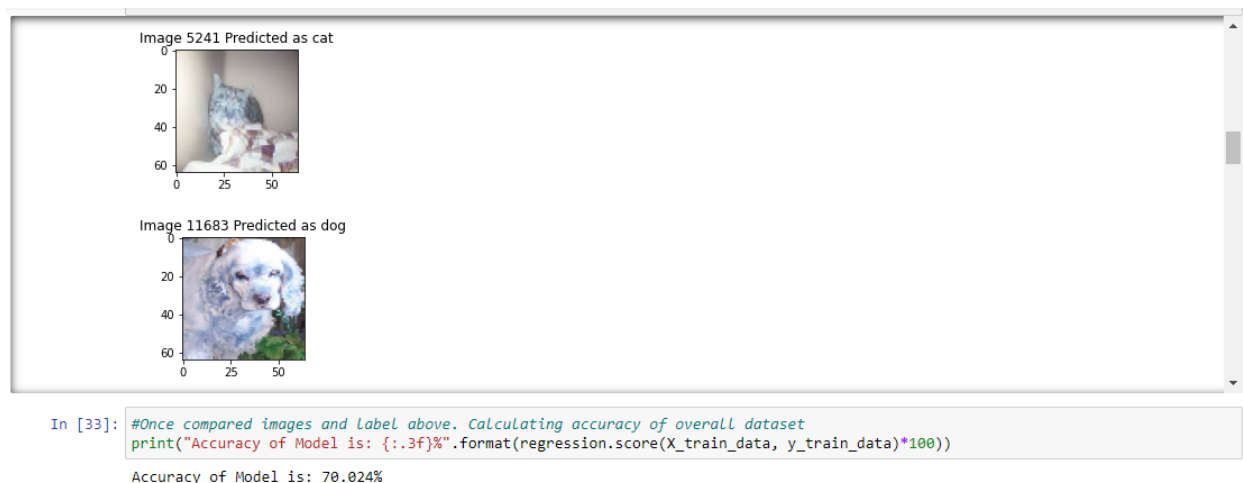 Image 5241 Predicted as cat
0
20
40
60
0 25 50
Image 11683 Predicted as dog
0
20
40
60
0 25 50
In [33]: #Once compared images and label above. Calculating accuracy of overall dataset
print("Accuracy of Model is: {:.3f}%".format(regression.score(X_train_data, y_train_data)*100))
Accuracy of Model is: 70.024%